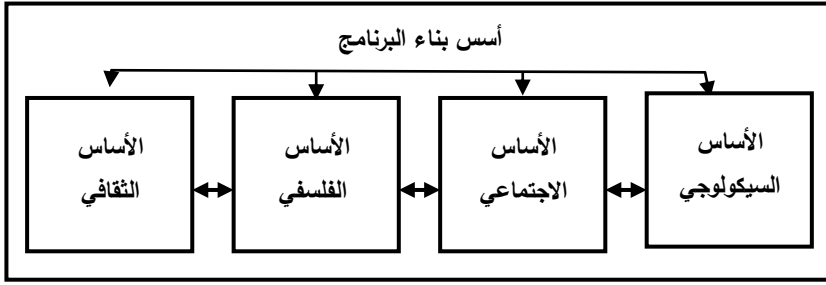 أسس بناء البرنامج
الأساس
السيكولوجي
الأساس
الاجتماعي
الأساس
الفلسفي
الأساس
الثقافي